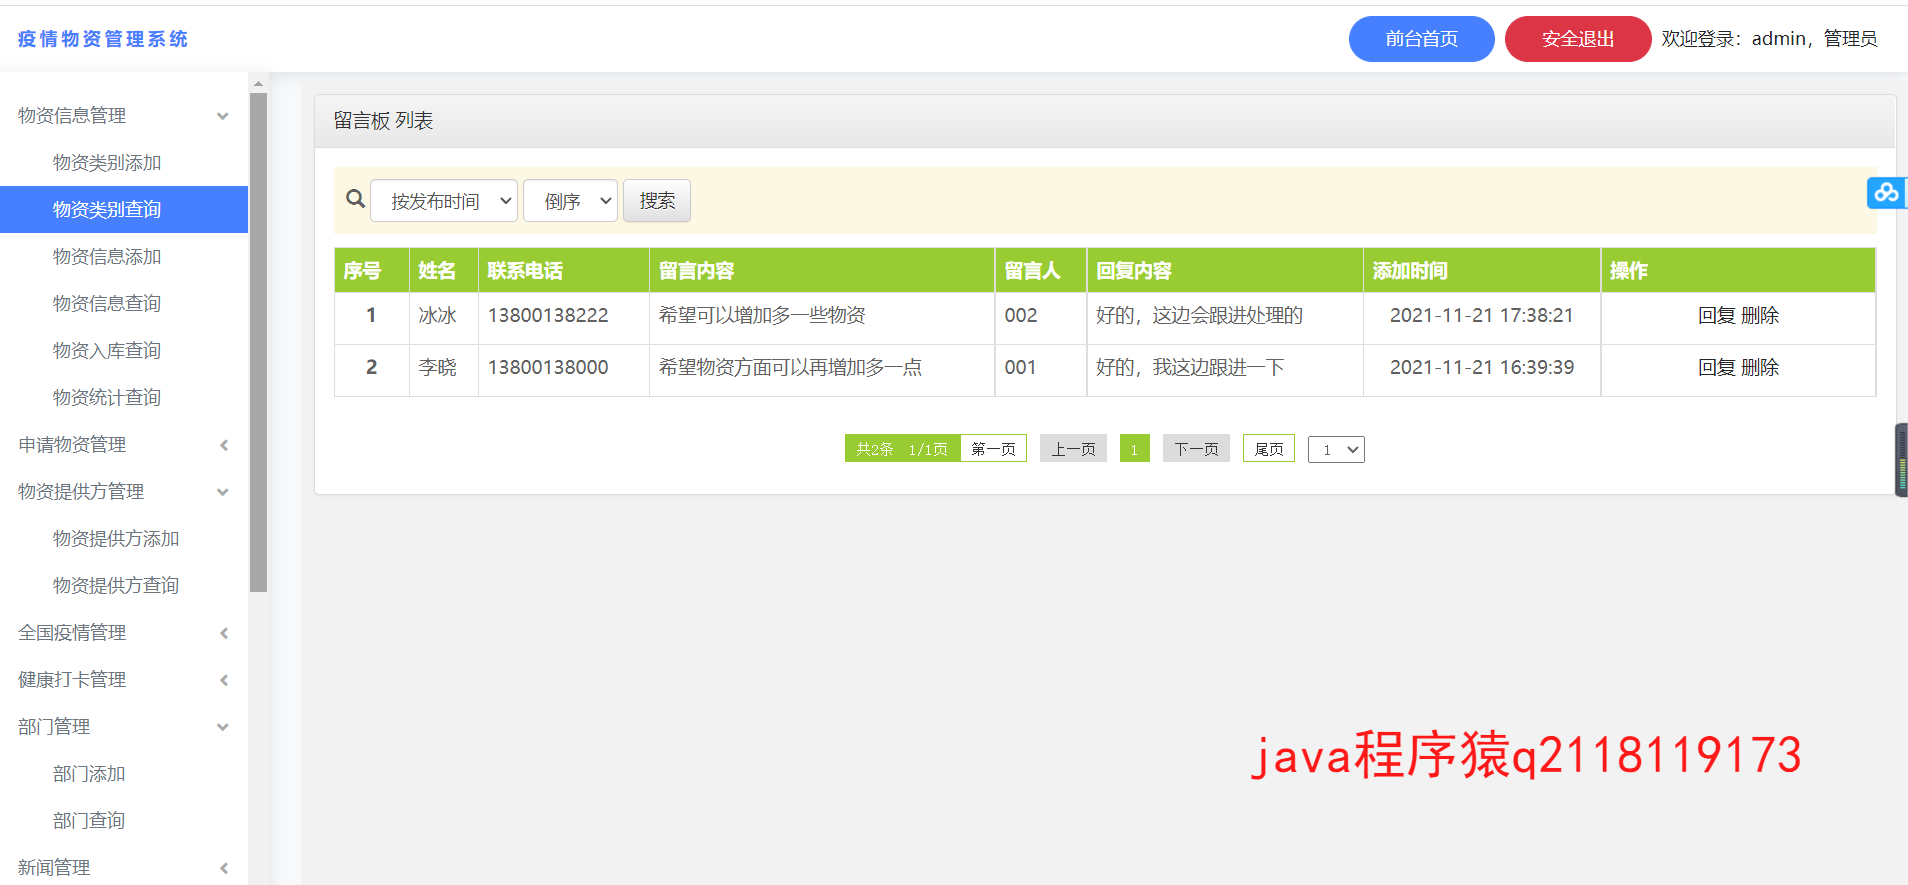 疫情物资管理系统
前台首页 安全退出 欢迎登录：admin，管理员
物资信息管理
物资类别添加
物资类别查询
物资信息添加
物资信息查询
物资入库查询
物资统计查询
申请物资管理
物资提供方管理
物资提供方添加
物资提供方查询
全国疫情管理
健康打卡管理
部门管理
部门添加
部门查询
新闻管理
留言板 列表
按发布时间 倒序 搜索
序号 姓名 联系电话 留言内容 留言人 回复内容 添加时间 操作
1 冰冰 13800138222 希望可以增加多一些物资 002 好的，这边会跟进处理的 2021-11-21 17:38:21 回复 删除
2 李晓 13800138000 希望物资方面可以再增加多一点 001 好的，我这边跟进一下 2021-11-21 16:39:39 回复 删除
共2条 1/1页 第一页 上一页 1 下一页 尾页 1
java程序猿q2118119173